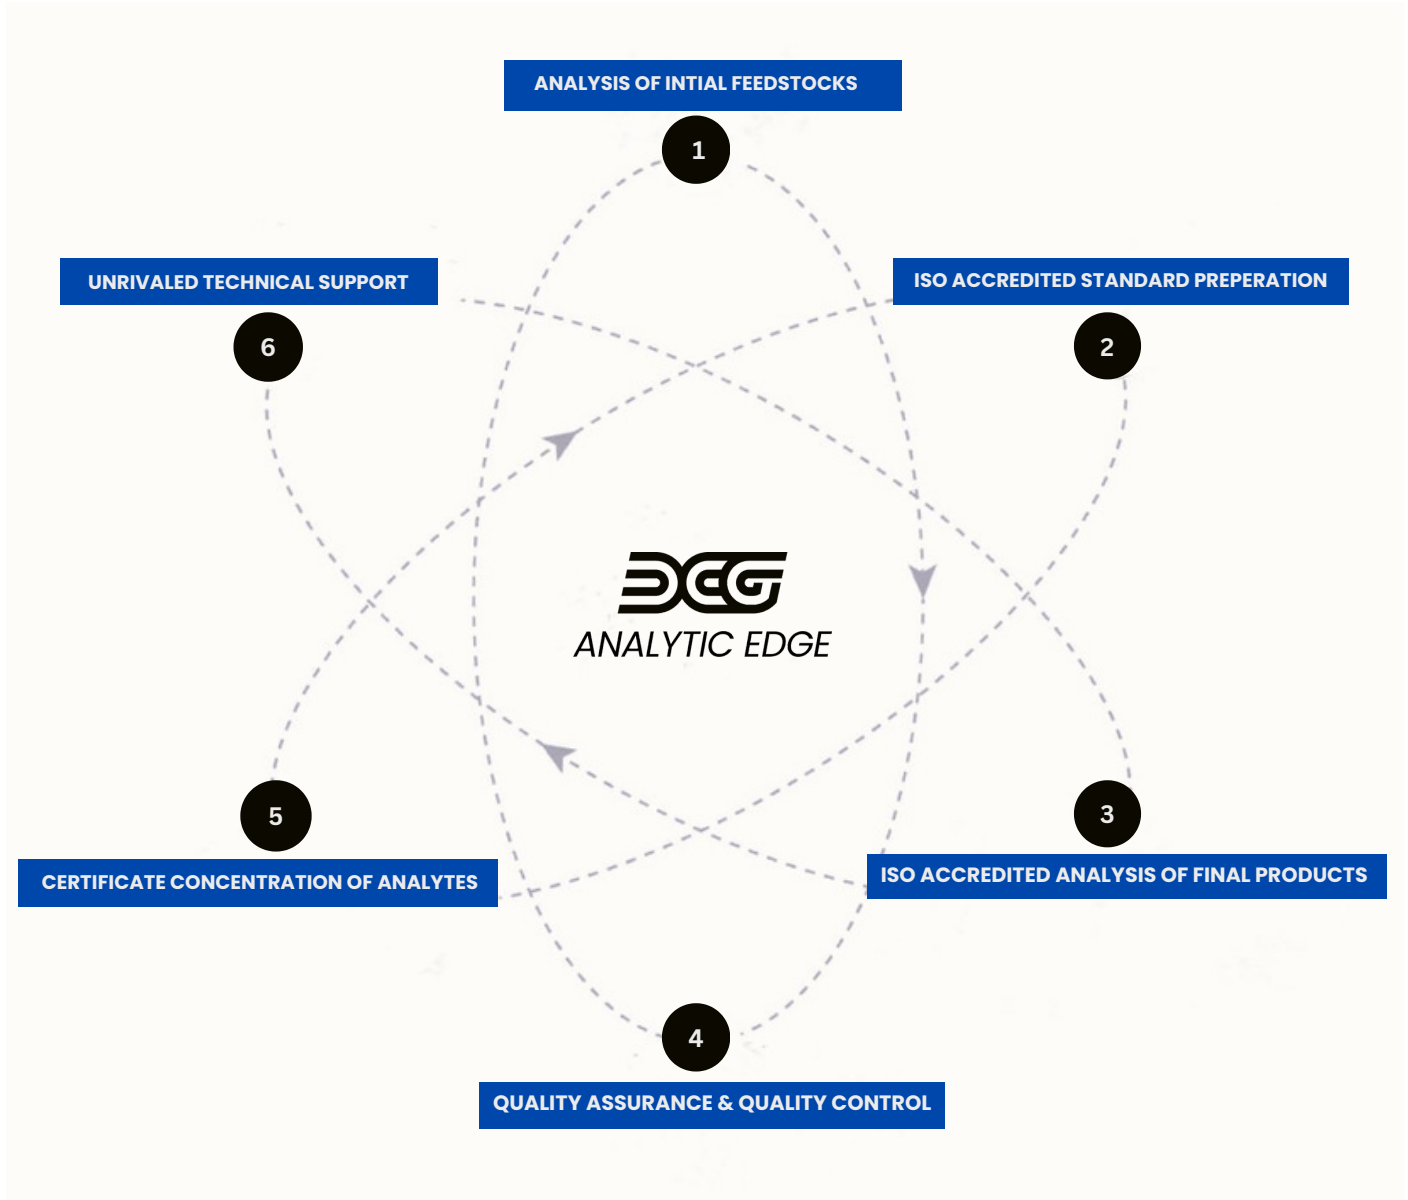 ANALYSIS OF INTIAL FEEDSTOCKS
1
UNRIVALED TECHNICAL SUPPORT
6
ISO ACCREDITED STANDARD PREPERATION
2
DCG
ANALYTIC EDGE
5
CERTIFICATE CONCENTRATION OF ANALYTES
3
ISO ACCREDITED ANALYSIS OF FINAL PRODUCTS
4
QUALITY ASSURANCE & QUALITY CONTROL